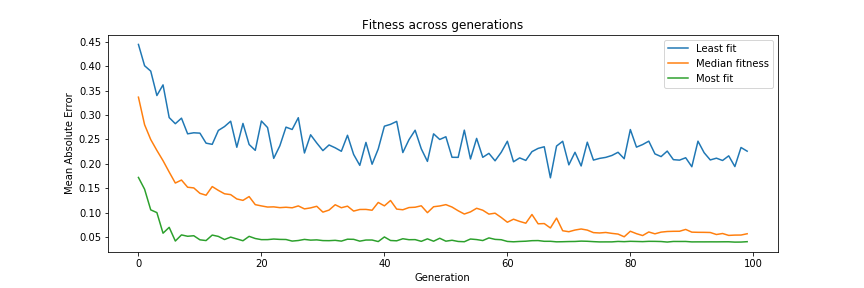 Fitness across generations
Mean Absolute Error
0.45
0.40
0.35
0.30
0.25
0.20
0.15
0.10
0.05
Least fit
Median fitness
Most fit
0 20 40 60 80 100
Generation